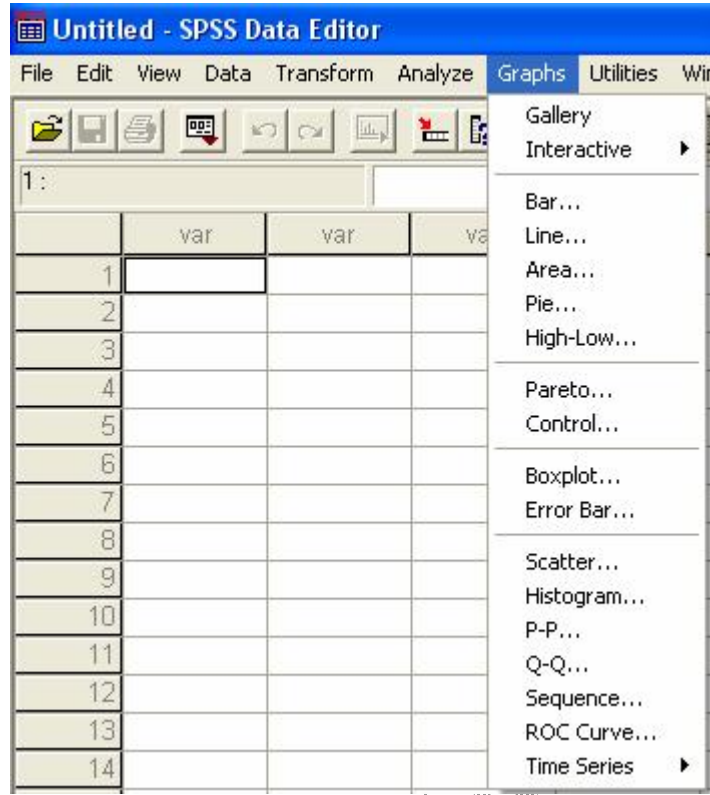 Untitled - SPSS Data Editor
File Edit View Data Transform Analyze Graphs Utilities
1 :
var var
1
2
3
4
5
6
7
8
9
10
11
12
13
14
Gallery
Interactive
Bar...
Line...
Area...
Pie...
High-Low...
Pareto...
Control...
Boxplot...
Error Bar...
Scatter...
Histogram...
P-P...
Q-Q...
Sequence...
ROC Curve...
Time Series